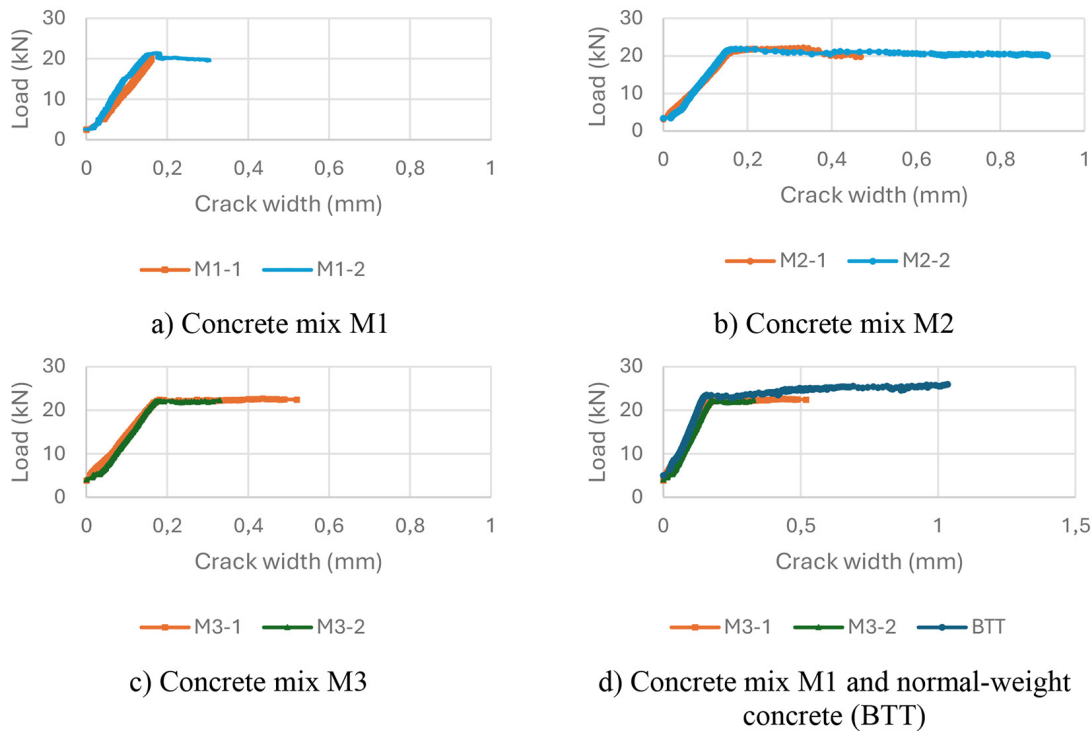 30
20
10
0
Load (kN)
0 0,2 0,4 0,6 0,8 1
Crack width (mm)
M1-1 M1-2
a) Concrete mix M1
30
20
10
0
Load (kN)
0 0,2 0,4 0,6 0,8 1
Crack width (mm)
M2-1 M2-2
b) Concrete mix M2
30
20
10
0
Load (kN)
0 0,2 0,4 0,6 0,8 1
Crack width (mm)
M3-1 M3-2
c) Concrete mix M3
30
20
10
0
Load (kN)
0 0,5 1 1,5
Crack width (mm)
M3-1 M3-2 BTT
d) Concrete mix M1 and normal-weight
concrete (BTT)